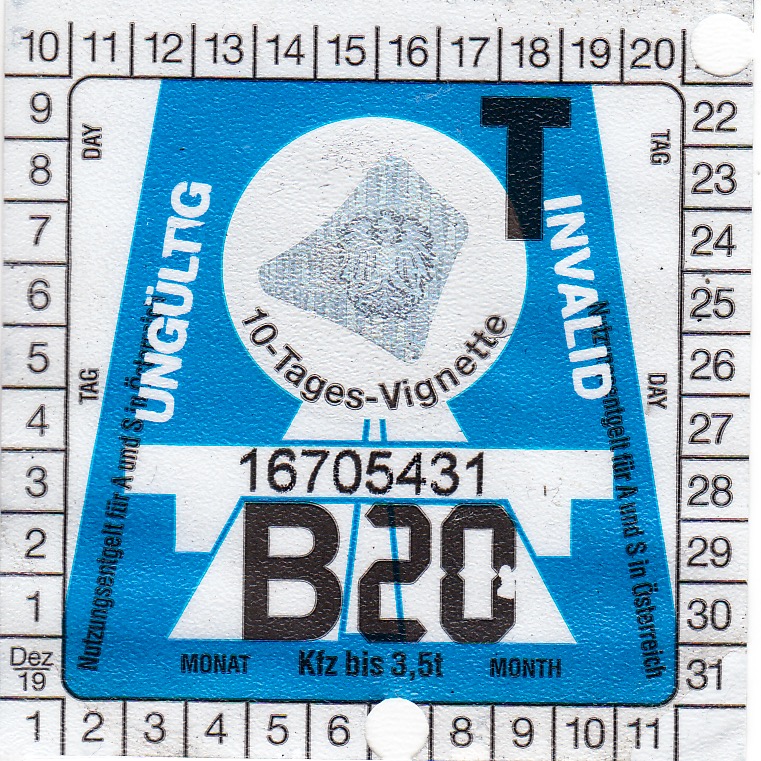 10 11 12 13 14 15 16 17 18 19 20
9 22
8 23
7 24
6 25
5 26
4 27
3 28
2 29
1 30
Dez 19 31
1 2 3 4 5 6 8 9 10 11
DAY
TAG
T
UNGÜLTIG
INVALID
10-Tages-Vignette
TAG
DAY
Nutzungsentgelt für A und S in Österreich
Nutzungsentgelt für A und S in Österreich
16705431
B20
MONAT Kfz bis 3,5t MONTH